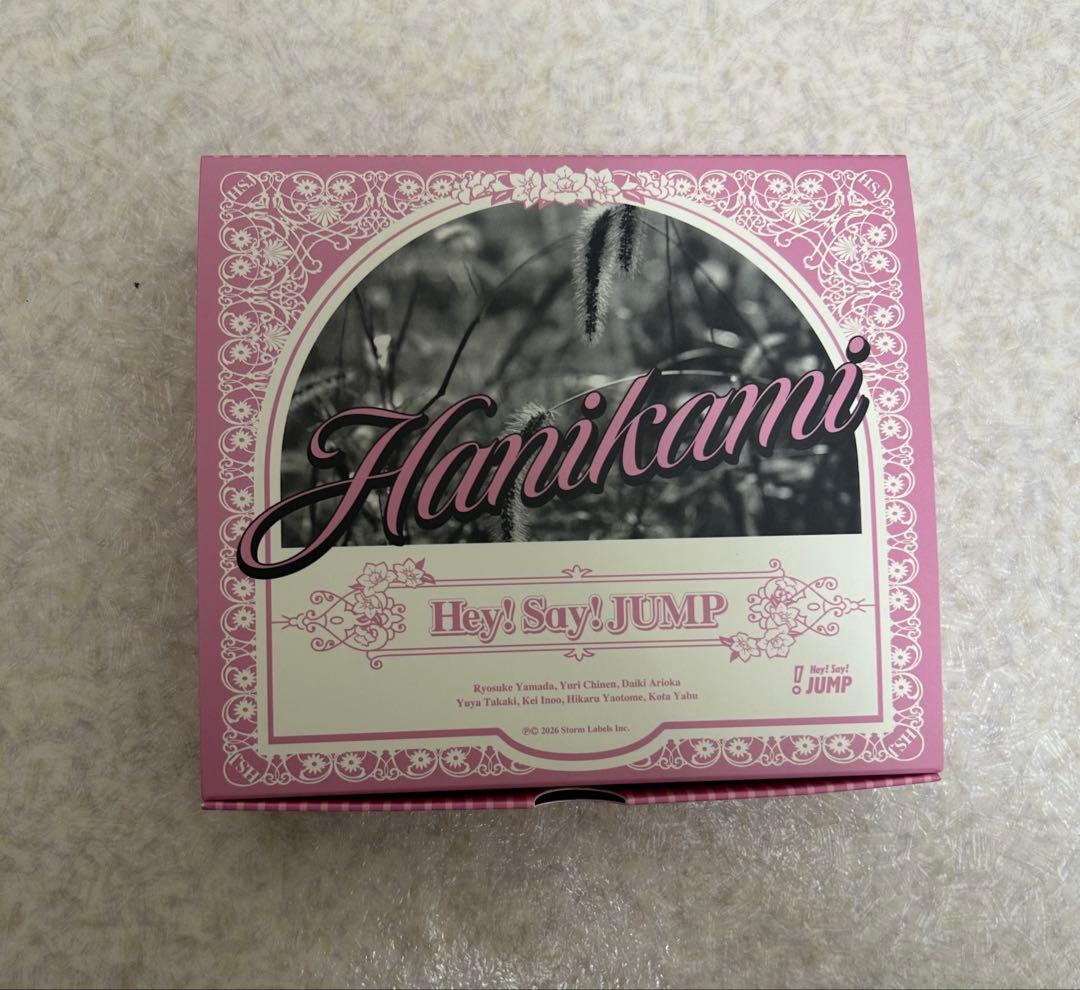 H.S.J
H.S.J
Hanikami
Hey! Say! JUMP
Hey! Say!
JUMP
Ryosuke Yamada, Yuri Chinen, Daiki Arioka
Yuya Takaki, Kei Inoo, Hikaru Yaotome, Kota Yabu
℗© 2026 Storm Labels Inc.
H.S.J
H.S.J